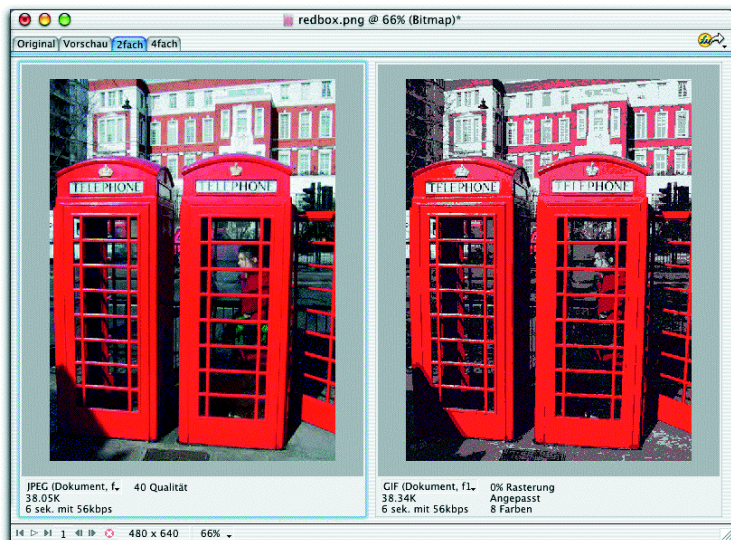 redbox.png @ 66% (Bitmap)*
Original Vorschau 2fach 4fach
TELEPHONE TELEPHONE
TELEPHONE TELEPHONE
JPEG (Dokument, f... 40 Qualität
38.05K
6 sek. mit 56kbps
GIF (Dokument, f1... 0% Rasterung
38.34K Angepasst
6 sek. mit 56kbps 8 Farben
1 480 x 640 66%